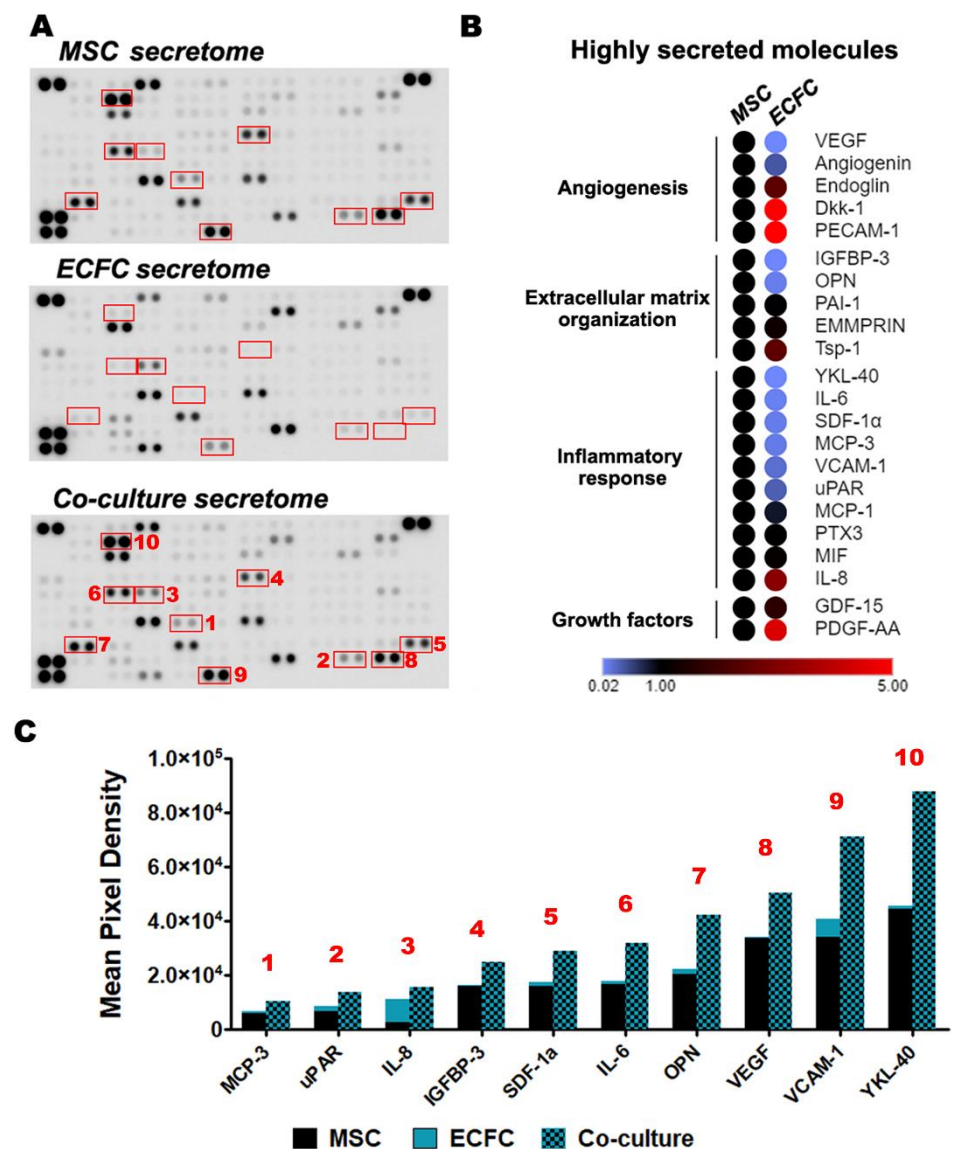 A
MSC secretome
ECFC secretome
Co-culture secretome
10
4
6
3
1
7
5
2
8
9
B
Highly secreted molecules
MSC
ECFC
Angiogenesis
VEGF
Angiogenin
Endoglin
Dkk-1
PECAM-1
Extracellular matrix
organization
IGFBP-3
OPN
PAI-1
EMMPRIN
Tsp-1
Inflammatory
response
YKL-40
IL-6
SDF-1α
MCP-3
VCAM-1
uPAR
MCP-1
PTX3
MIF
IL-8
Growth factors
GDF-15
PDGF-AA
0.02 1.00 5.00
C
Mean Pixel Density
1.0×10⁵
8.0×10⁴
6.0×10⁴
4.0×10⁴
2.0×10⁴
0
1
2
3
4
5
6
7
8
9
10
MCP-3
uPAR
IL-8
IGFBP-3
SDF-1a
IL-6
OPN
VEGF
VCAM-1
YKL-40
MSC ECFC Co-culture